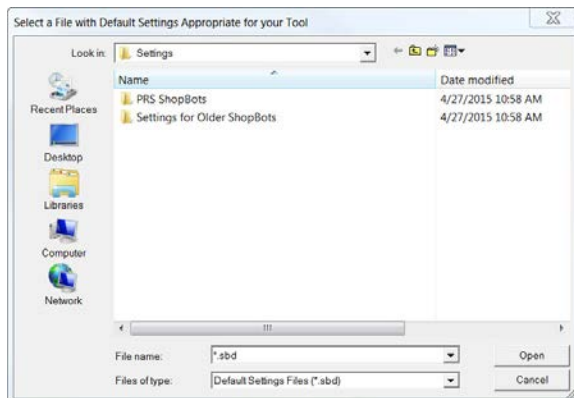 Select a File with Default Settings Appropriate for your Tool
Look in: Settings
Name Date modified
PRS ShopBots 4/27/2015 10:58 AM
Settings for Older ShopBots 4/27/2015 10:58 AM
Recent Places
Desktop
Libraries
Computer
Network
File name: *.sbd Open
Files of type: Default Settings Files (*.sbd) Cancel